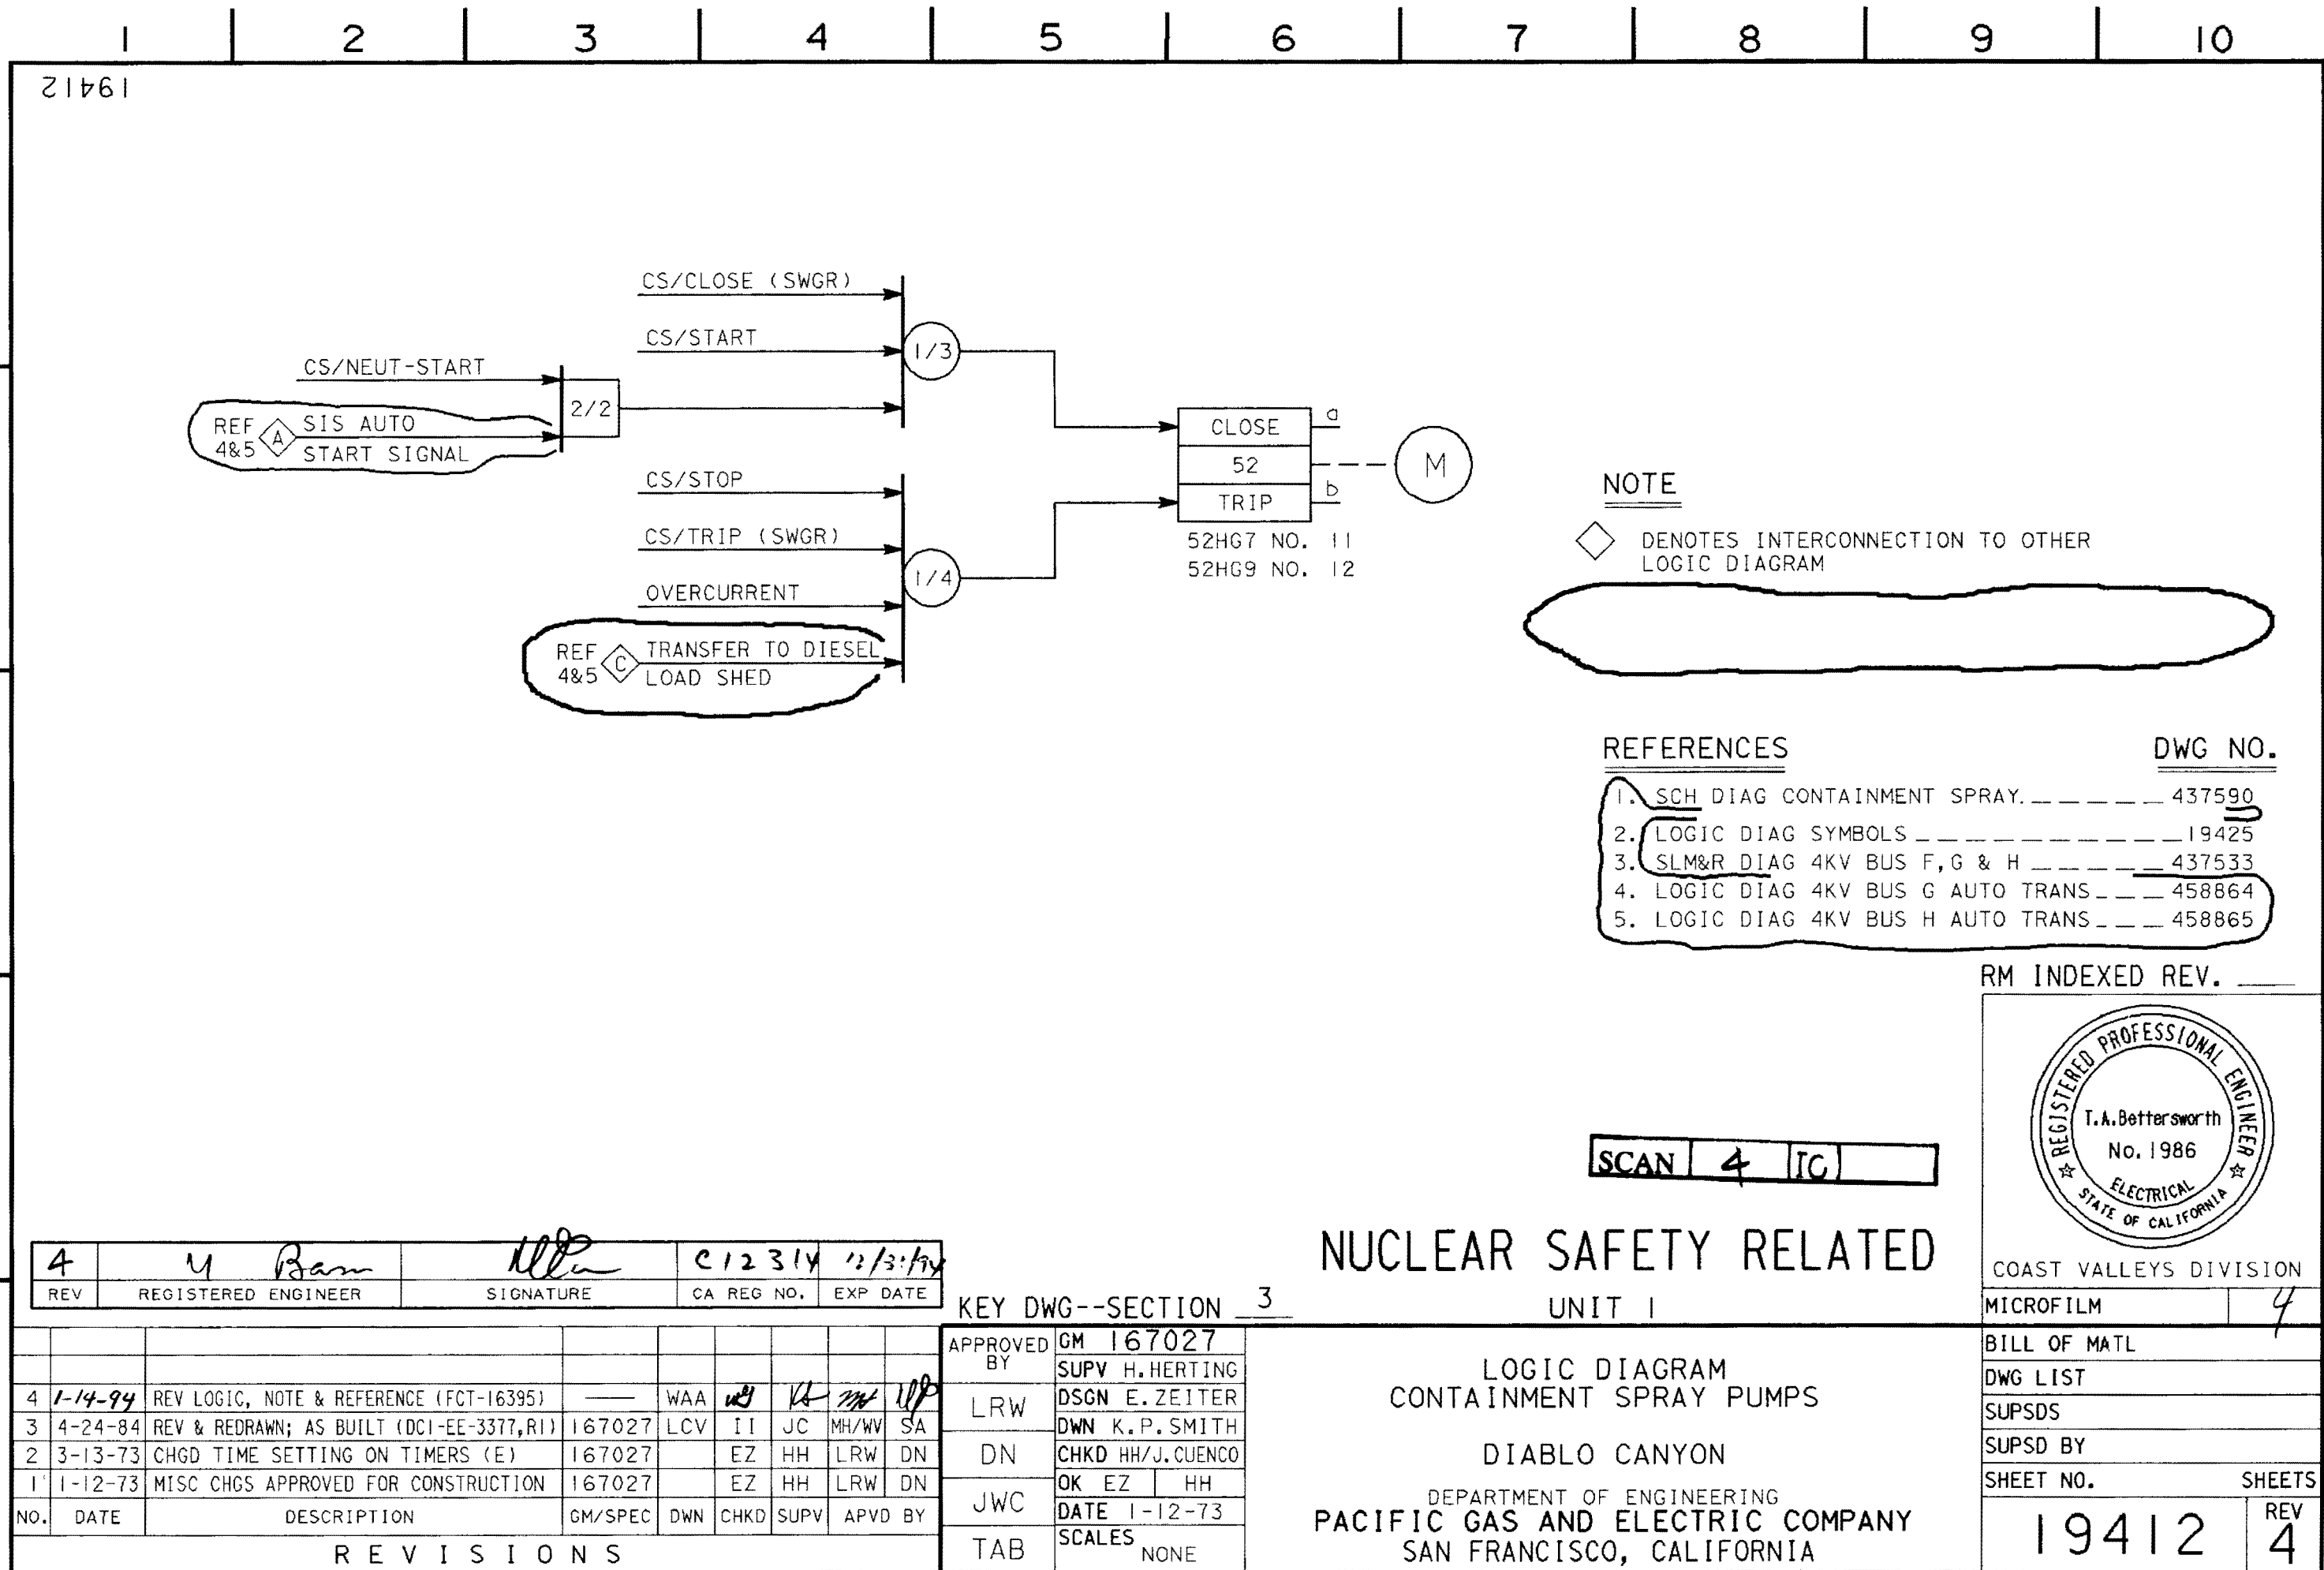 1 2 3 4 5 6 7 8 9 10
19412
CS/CLOSE (SWGR)
CS/START
1/3
CS/NEUT-START
2/2
REF 4&5 A SIS AUTO
START SIGNAL
CLOSE a
52 M
TRIP b
52HG7 NO. 11
52HG9 NO. 12
CS/STOP
CS/TRIP (SWGR)
1/4
OVERCURRENT
REF 4&5 C TRANSFER TO DIESEL
LOAD SHED
NOTE
DENOTES INTERCONNECTION TO OTHER
LOGIC DIAGRAM
REFERENCES DWG NO.
1. SCH DIAG CONTAINMENT SPRAY. 437590
2. LOGIC DIAG SYMBOLS 19425
3. SLM&R DIAG 4KV BUS F,G & H 437533
4. LOGIC DIAG 4KV BUS G AUTO TRANS 458864
5. LOGIC DIAG 4KV BUS H AUTO TRANS 458865
RM INDEXED REV.
REGISTERED PROFESSIONAL ENGINEER
T.A.Bettersworth
No. 1986
ELECTRICAL
STATE OF CALIFORNIA
SCAN 4 IC
NUCLEAR SAFETY RELATED
UNIT 1
COAST VALLEYS DIVISION
MICROFILM 4
4 C12314 12/31/94
REV REGISTERED ENGINEER SIGNATURE CA REG NO. EXP DATE
KEY DWG--SECTION 3
4 1-14-94 REV LOGIC, NOTE & REFERENCE (FCT-16395) WAA
3 4-24-84 REV & REDRAWN; AS BUILT (DC1-EE-3377,R1) 167027 LCV II JC MH/WV SA
2 3-13-73 CHGD TIME SETTING ON TIMERS (E) 167027 EZ HH LRW DN
1 1-12-73 MISC CHGS APPROVED FOR CONSTRUCTION 167027 EZ HH LRW DN
NO. DATE DESCRIPTION GM/SPEC DWN CHKD SUPV APVD BY
REVISIONS
APPROVED BY
LRW
DN
JWC
TAB
GM 167027
SUPV H.HERTING
DSGN E.ZEITER
DWN K.P.SMITH
CHKD HH/J.CUENCO
OK EZ HH
DATE 1-12-73
SCALES NONE
LOGIC DIAGRAM
CONTAINMENT SPRAY PUMPS
DIABLO CANYON
DEPARTMENT OF ENGINEERING
PACIFIC GAS AND ELECTRIC COMPANY
SAN FRANCISCO, CALIFORNIA
BILL OF MATL
DWG LIST
SUPSDS
SUPSD BY
SHEET NO. SHEETS
19412 REV 4